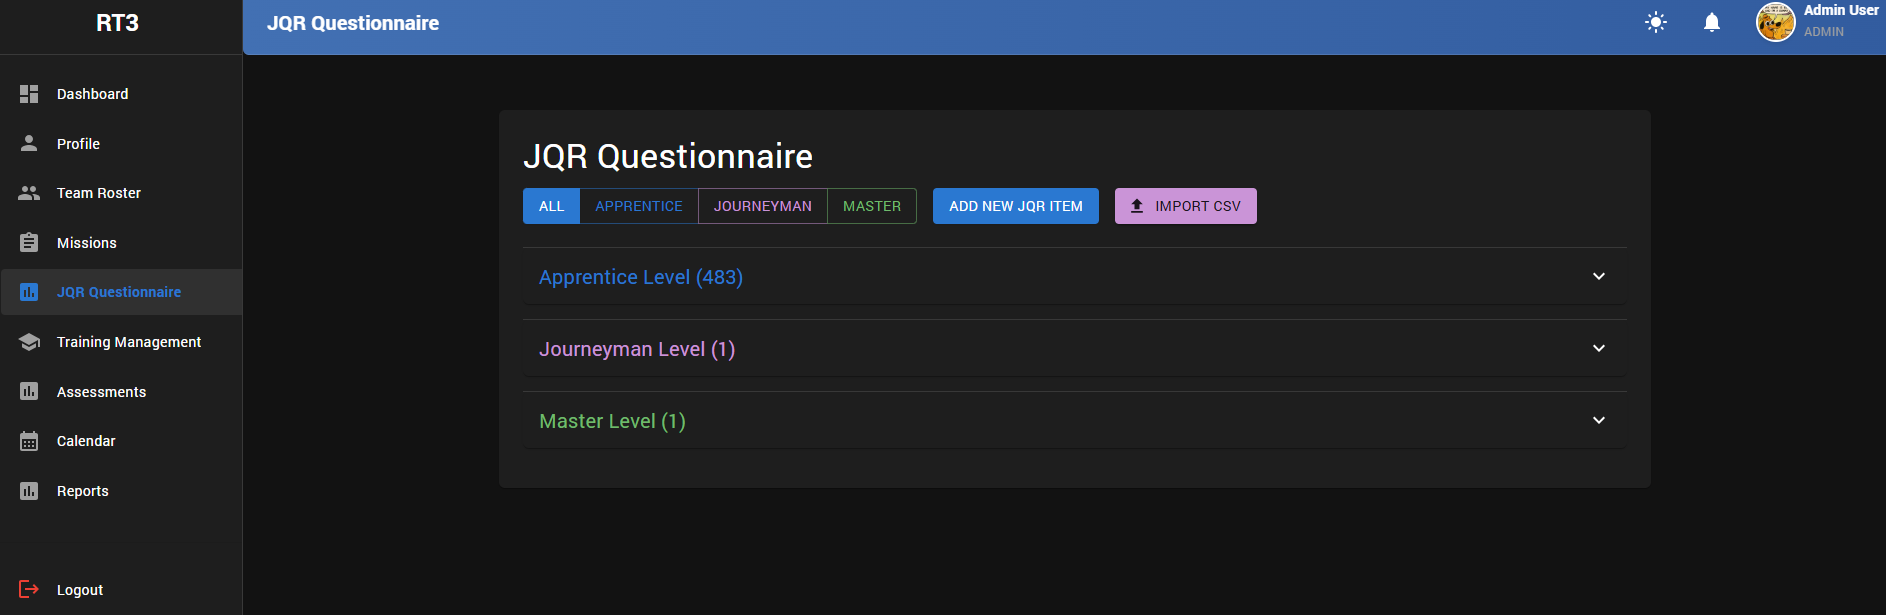 RT3
JQR Questionnaire
Admin User
ADMIN
Dashboard
Profile
Team Roster
Missions
JQR Questionnaire
Training Management
Assessments
Calendar
Reports
Logout
JQR Questionnaire
ALL APPRENTICE JOURNEYMAN MASTER ADD NEW JQR ITEM IMPORT CSV
Apprentice Level (483)
Journeyman Level (1)
Master Level (1)